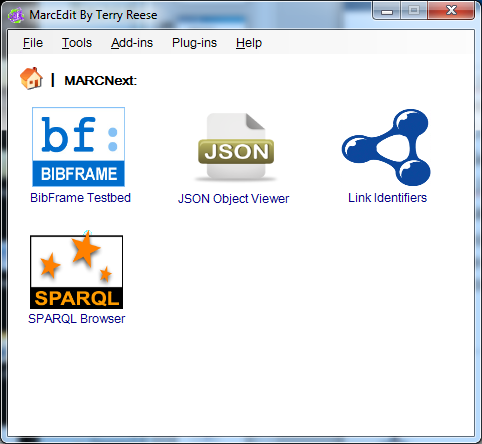 MarcEdit By Terry Reese
File Tools Add-ins Plug-ins Help
| MARCNext:
bf:
BIBFRAME
BibFrame Testbed
JSON
JSON Object Viewer
Link Identifiers
SPARQL
SPARQL Browser